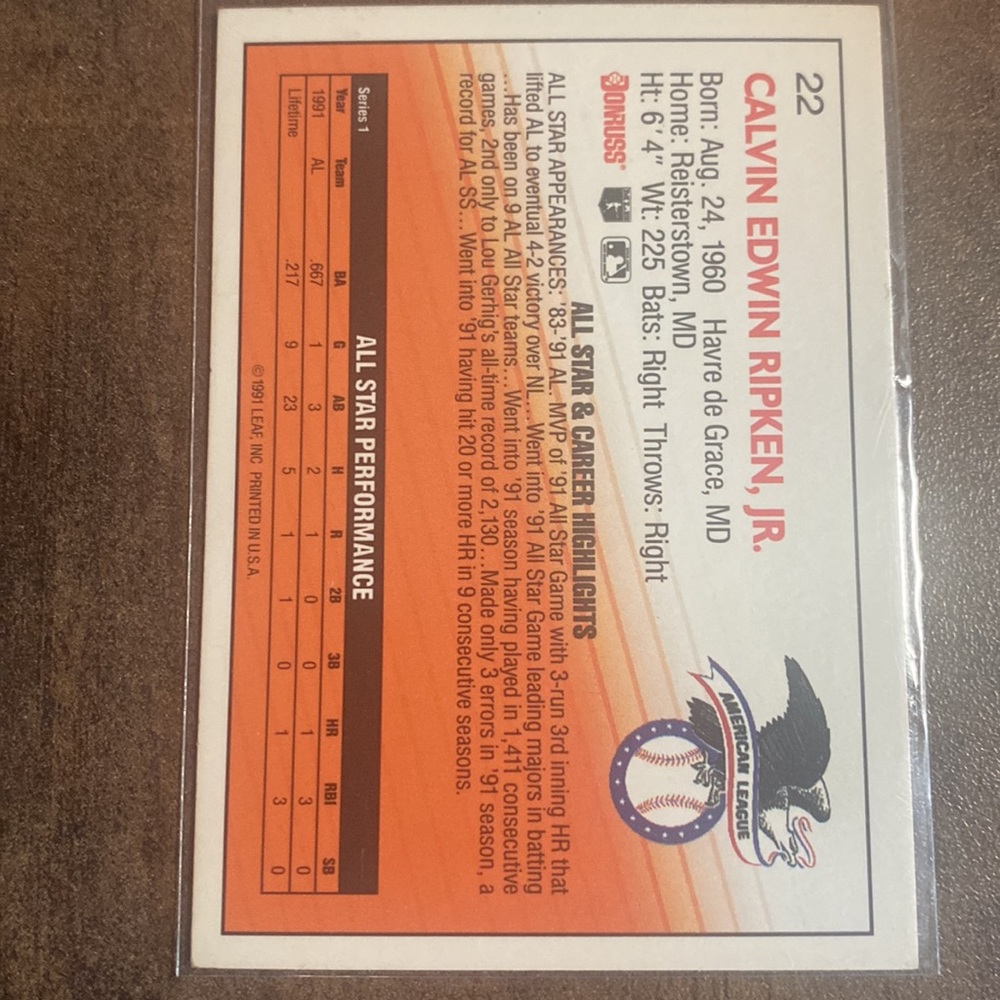 22
CALVIN EDWIN RIPKEN, JR.
Born: Aug. 24, 1960 Havre de Grace, MD
Home: Reisterstown, MD
Ht: 6'4" Wt: 225 Bats: Right Throws: Right
DONRUSS
AMERICAN LEAGUE
ALL STAR & CAREER HIGHLIGHTS
ALL STAR APPEARANCES: '83-'91 AL. MVP of '91 All Star Game with 3-run 3rd inning HR that
lifted AL to eventual 4-2 victory over NL...Went into '91 All Star Game leading majors in batting
...Has been on 9 AL All Star teams...Went into '91 season having played in 1,411 consecutive
games, 2nd only to Lou Gerhig's all-time record of 2,130...Made only 3 errors in '91 season, a
record for AL SS...Went into '91 having hit 20 or more HR in 9 consecutive seasons.
Series 1 ALL STAR PERFORMANCE
Year Team BA G AB H R 2B 3B HR RBI SB
1991 AL .667 1 3 2 1 0 0 1 3 0
Lifetime .217 9 23 5 1 1 0 1 3 0
© 1991 LEAF, INC PRINTED IN U.S.A.